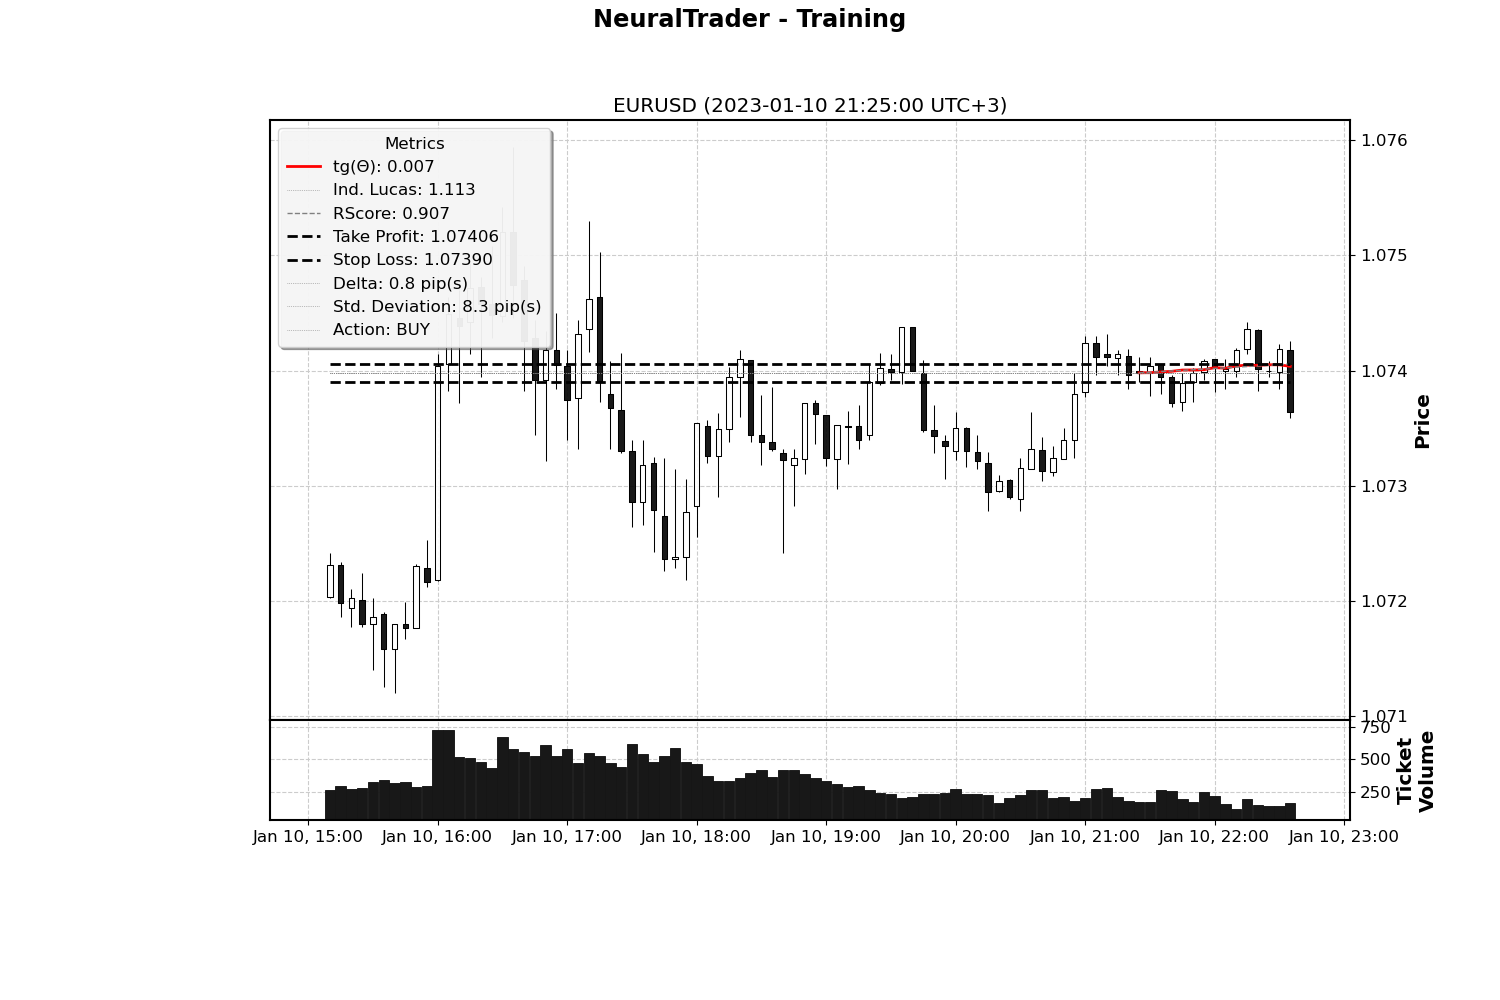 NeuralTrader - Training
EURUSD (2023-01-10 21:25:00 UTC+3)
Metrics
tg(Θ): 0.007
Ind. Lucas: 1.113
RScore: 0.907
Take Profit: 1.07406
Stop Loss: 1.07390
Delta: 0.8 pip(s)
Std. Deviation: 8.3 pip(s)
Action: BUY
1.076
1.075
1.074
1.073
1.072
1.071
Price
750
500
250
Ticket
Volume
Jan 10, 15:00
Jan 10, 16:00
Jan 10, 17:00
Jan 10, 18:00
Jan 10, 19:00
Jan 10, 20:00
Jan 10, 21:00
Jan 10, 22:00
Jan 10, 23:00